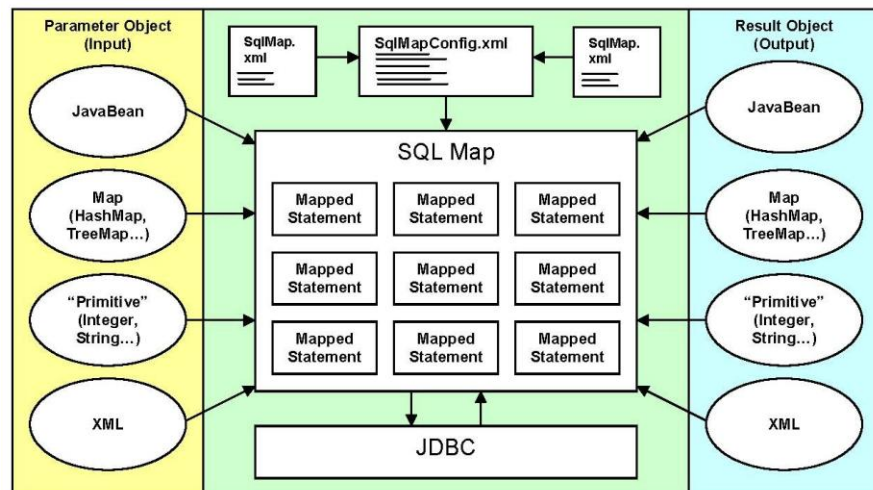 Parameter Object
(Input)
JavaBean
Map
(HashMap,
TreeMap...)
“Primitive”
(Integer,
String...)
XML
SqlMap.
xml
SqlMapConfig.xml
SqlMap.
xml
SQL Map
Mapped
Statement
Mapped
Statement
Mapped
Statement
Mapped
Statement
Mapped
Statement
Mapped
Statement
Mapped
Statement
Mapped
Statement
Mapped
Statement
JDBC
Result Object
(Output)
JavaBean
Map
(HashMap,
TreeMap...)
“Primitive”
(Integer,
String...)
XML